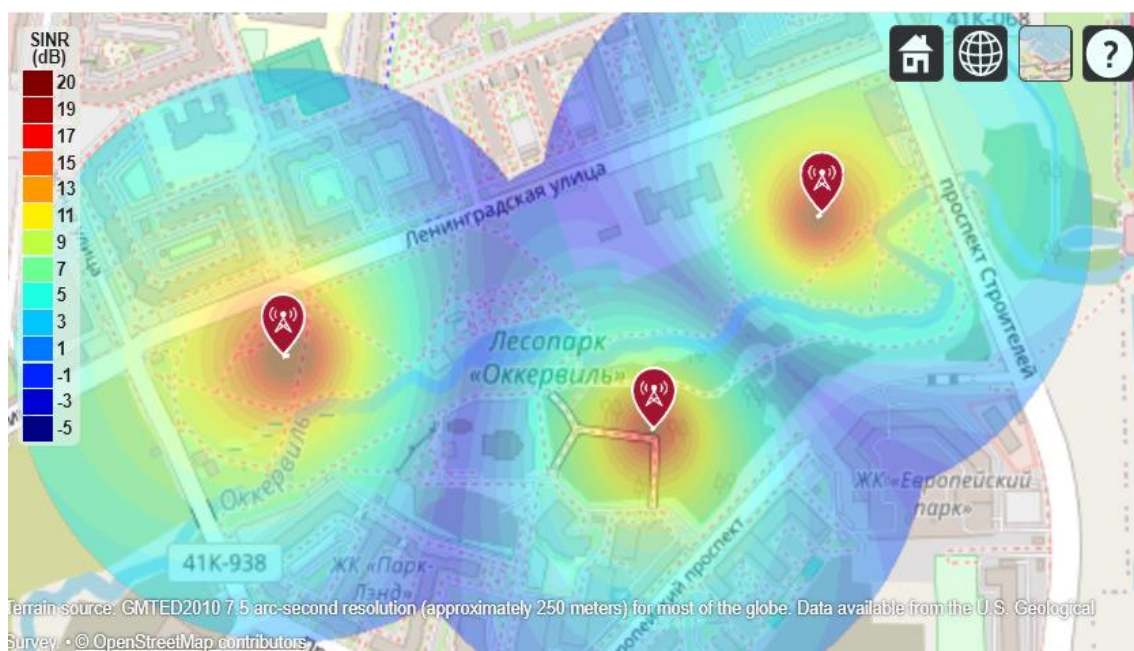 SINR
(dB)
20
19
17
15
13
11
9
7
5
3
1
-1
-3
-5
41K-068
?
Ленинградская улица
проспект Строителей
улица
Лесопарк
«Оккервиль»
Оккервиль
ЖК «Европейский
парк»
41К-938
ЖК «Парк-
Лэнд»
проспект
Terrain source: GMTED2010 7.5 arc-second resolution (approximately 250 meters) for most of the globe. Data available from the U.S. Geological
Survey. • © OpenStreetMap contributors